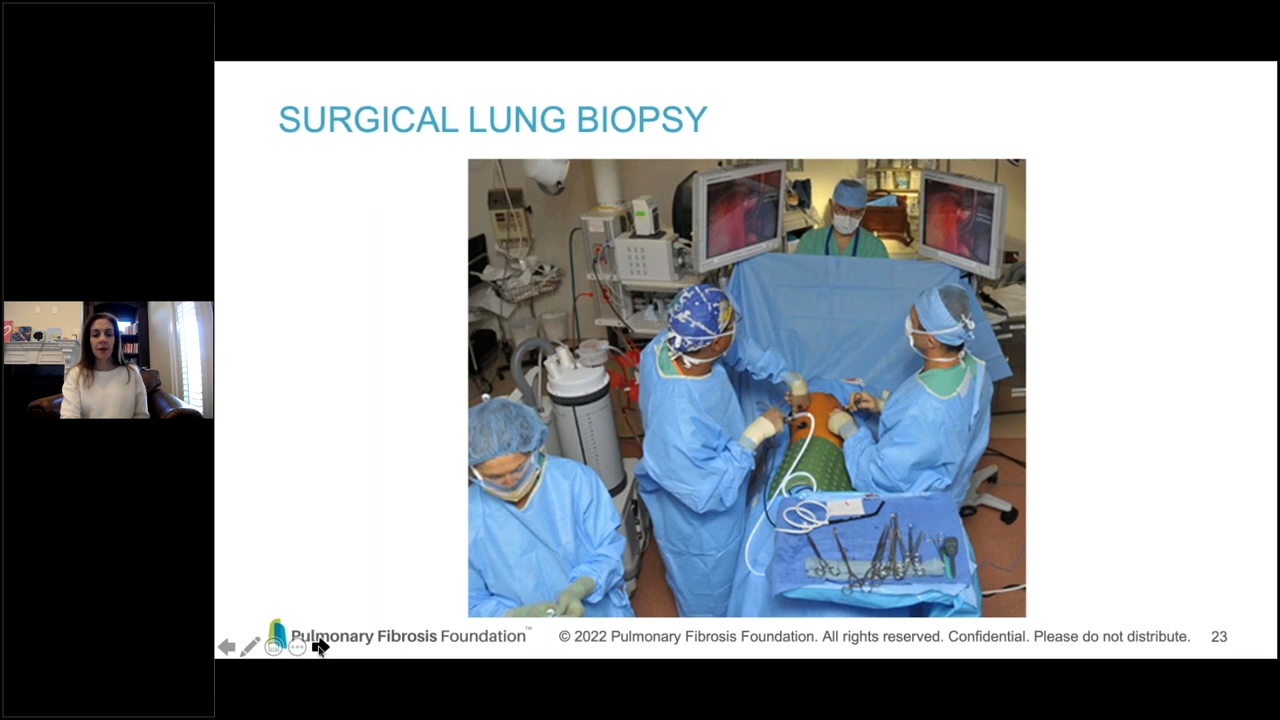 SURGICAL LUNG BIOPSY
Pulmonary Fibrosis Foundation™
© 2022 Pulmonary Fibrosis Foundation. All rights reserved. Confidential. Please do not distribute.
23